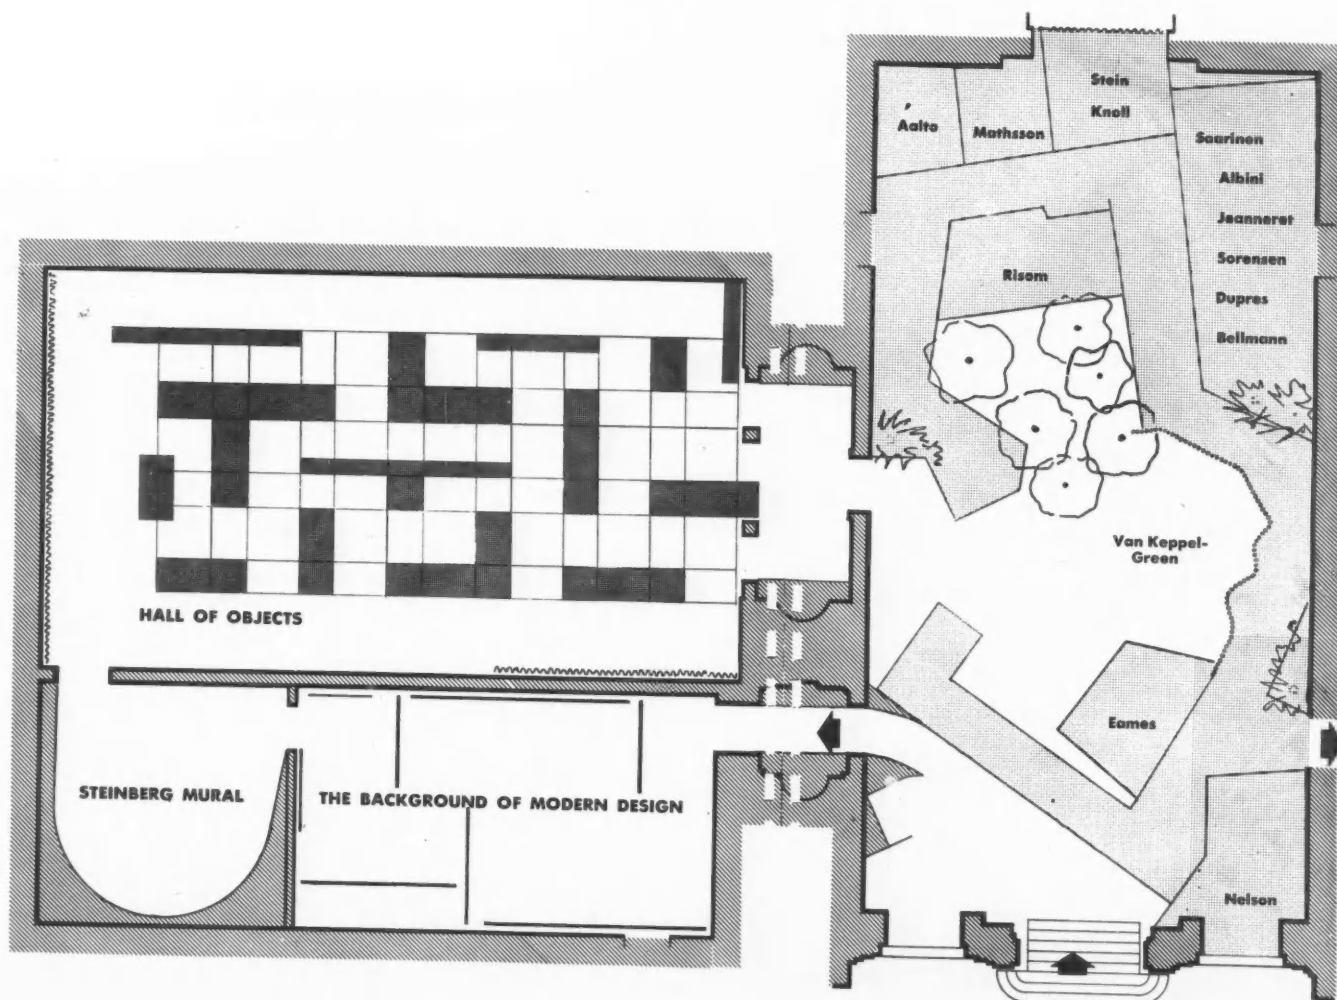 Stein
Knoll
Aalto
Mathsson
Saarinen
Albini
Jeanneret
Sorensen
Dupres
Bellmann
Risom
Van Keppel-
Green
Eames
Nelson
HALL OF OBJECTS
STEINBERG MURAL
THE BACKGROUND OF MODERN DESIGN